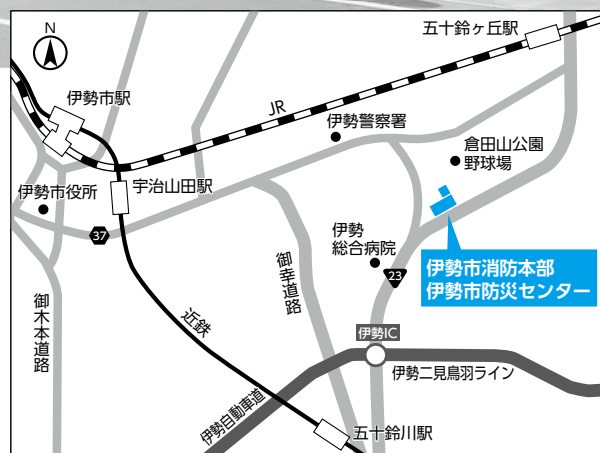 N
五十鈴ヶ丘駅
伊勢市駅
JR
伊勢警察署
倉田山公園
野球場
宇治山田駅
伊勢市役所
37
伊勢
総合病院
23
伊勢市消防本部
伊勢市防災センター
御幸道路
御木本道路
近鉄
伊勢IC
伊勢二見鳥羽ライン
伊勢自動車道
五十鈴川駅